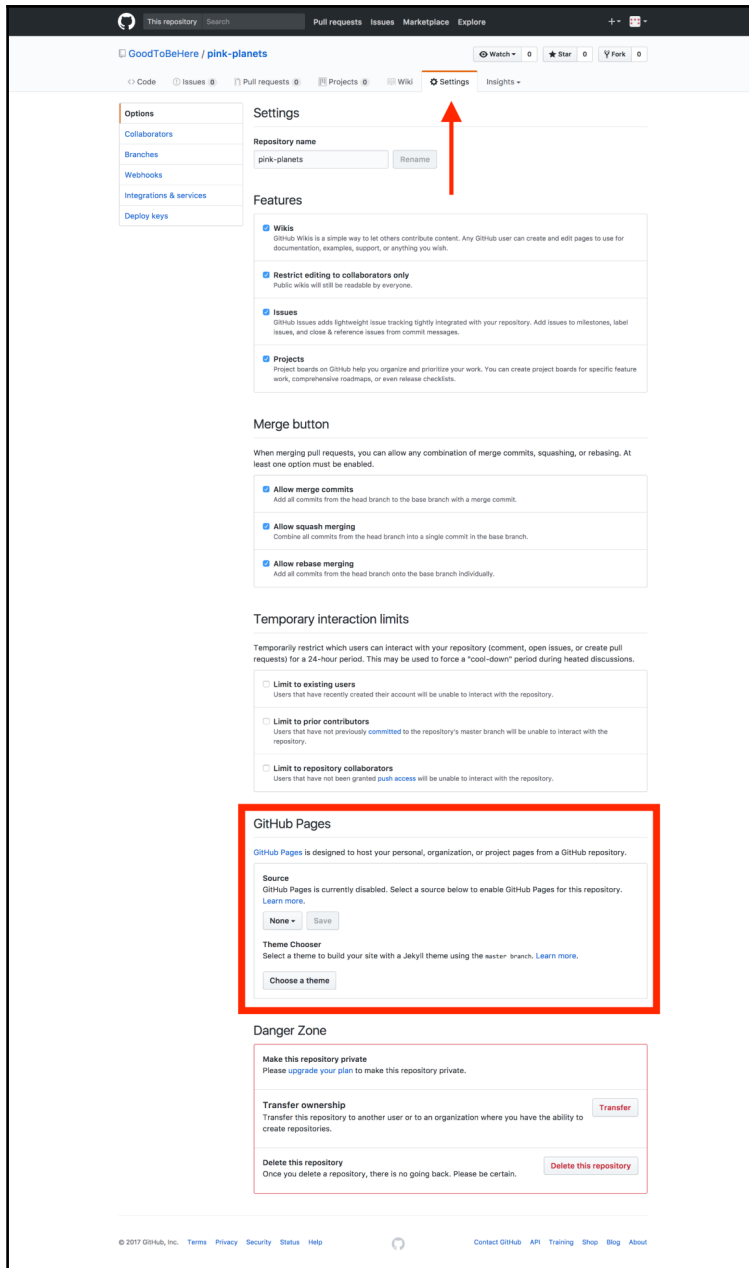 This repository Search Pull requests Issues Marketplace Explore
GoodToBeHere / pink-planets Watch 0 Star 0 Fork 0
Code Issues 0 Pull requests 0 Projects 0 Wiki Settings Insights
Options
Collaborators
Branches
Webhooks
Integrations & services
Deploy keys
Settings
Repository name
pink-planets Rename
Features
Wikis
GitHub Wikis is a simple way to let others contribute content. Any GitHub user can create and edit pages to use for
documentation, examples, support, or anything you wish.
Restrict editing to collaborators only
Public wikis will still be readable by everyone.
Issues
GitHub Issues adds lightweight issue tracking tightly integrated with your repository. Add issues to milestones, label
issues, and close & reference issues from commit messages.
Projects
Project boards on GitHub help you organize and prioritize your work. You can create project boards for specific feature
work, comprehensive roadmaps, or even release checklists.
Merge button
When merging pull requests, you can allow any combination of merge commits, squashing, or rebasing. At
least one option must be enabled.
Allow merge commits
Add all commits from the head branch to the base branch with a merge commit.
Allow squash merging
Combine all commits from the head branch into a single commit in the base branch.
Allow rebase merging
Add all commits from the head branch onto the base branch individually.
Temporary interaction limits
Temporarily restrict which users can interact with your repository (comment, open issues, or create pull
requests) for a 24-hour period. This may be used to force a "cool-down" period during heated discussions.
Limit to existing users
Users that have recently created their account will be unable to interact with the repository.
Limit to prior contributors
Users that have not previously committed to the repository's master branch will be unable to interact with the
repository.
Limit to repository collaborators
Users that have not been granted push access will be unable to interact with the repository.
GitHub Pages
GitHub Pages is designed to host your personal, organization, or project pages from a GitHub repository.
Source
GitHub Pages is currently disabled. Select a source below to enable GitHub Pages for this repository.
Learn more.
None Save
Theme Chooser
Select a theme to build your site with a Jekyll theme using the master branch. Learn more.
Choose a theme
Danger Zone
Make this repository private
Please upgrade your plan to make this repository private.
Transfer ownership
Transfer this repository to another user or to an organization where you have the ability to
create repositories.
Transfer
Delete this repository
Once you delete a repository, there is no going back. Please be certain.
Delete this repository
© 2017 GitHub, Inc. Terms Privacy Security Status Help Contact GitHub API Training Shop Blog About